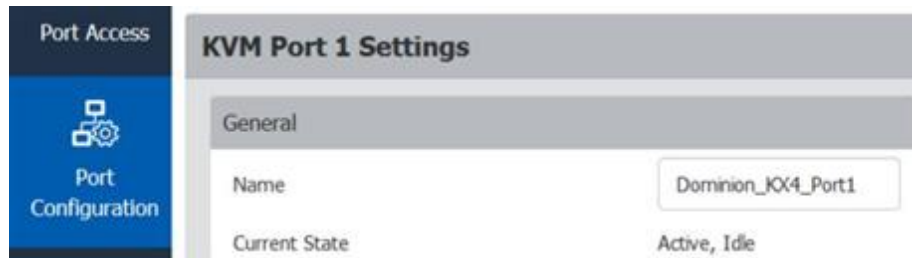 Port Access
KVM Port 1 Settings
General
Port
Configuration
Name
Dominion_KX4_Port1
Current State
Active, Idle